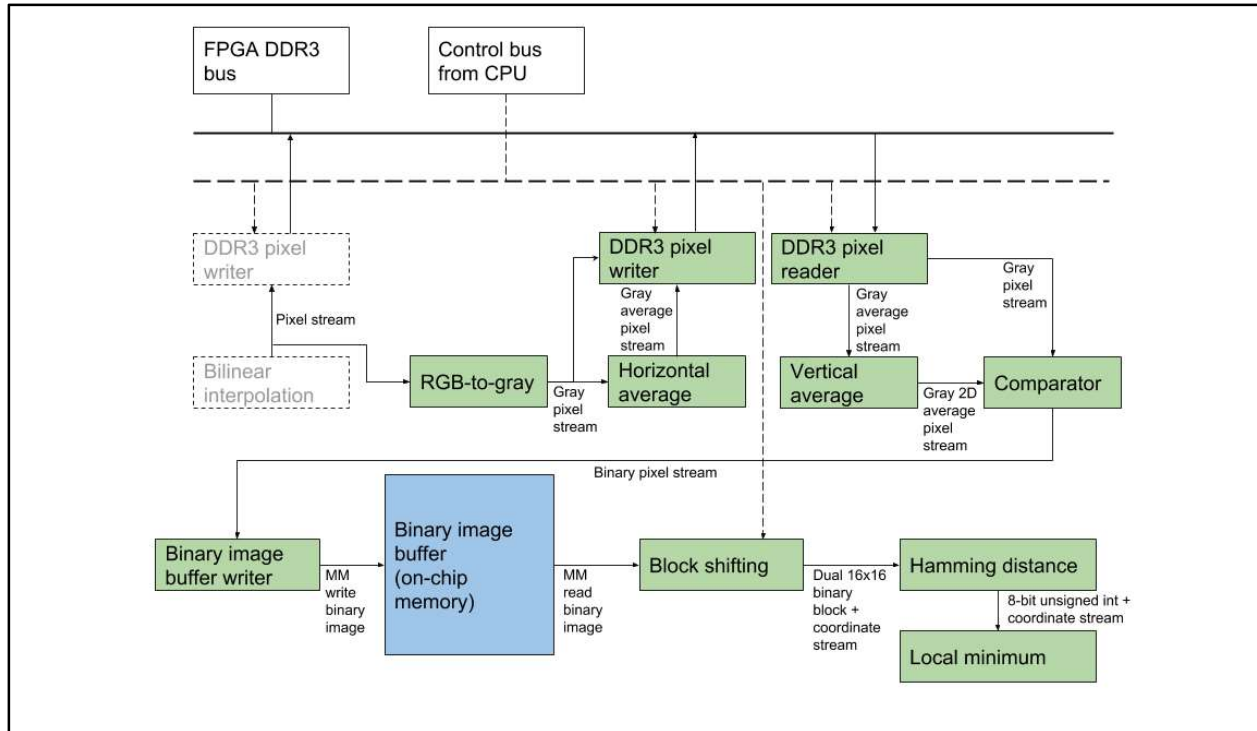 FPGA DDR3
bus
Control bus
from CPU
DDR3 pixel
writer
DDR3 pixel
writer
DDR3 pixel
reader
Gray
pixel
stream
Gray
average
pixel
stream
Gray
average
pixel
stream
Pixel stream
Bilinear
interpolation
RGB-to-gray
Gray
pixel
stream
Horizontal
average
Vertical
average
Gray 2D
average
pixel
stream
Comparator
Binary pixel stream
Binary image
buffer writer
MM
write
binary
image
Binary image
buffer
(on-chip
memory)
MM
read
binary
image
Block shifting
Dual 16x16
binary
block +
coordinate
stream
Hamming distance
8-bit unsigned int +
coordinate stream
Local minimum